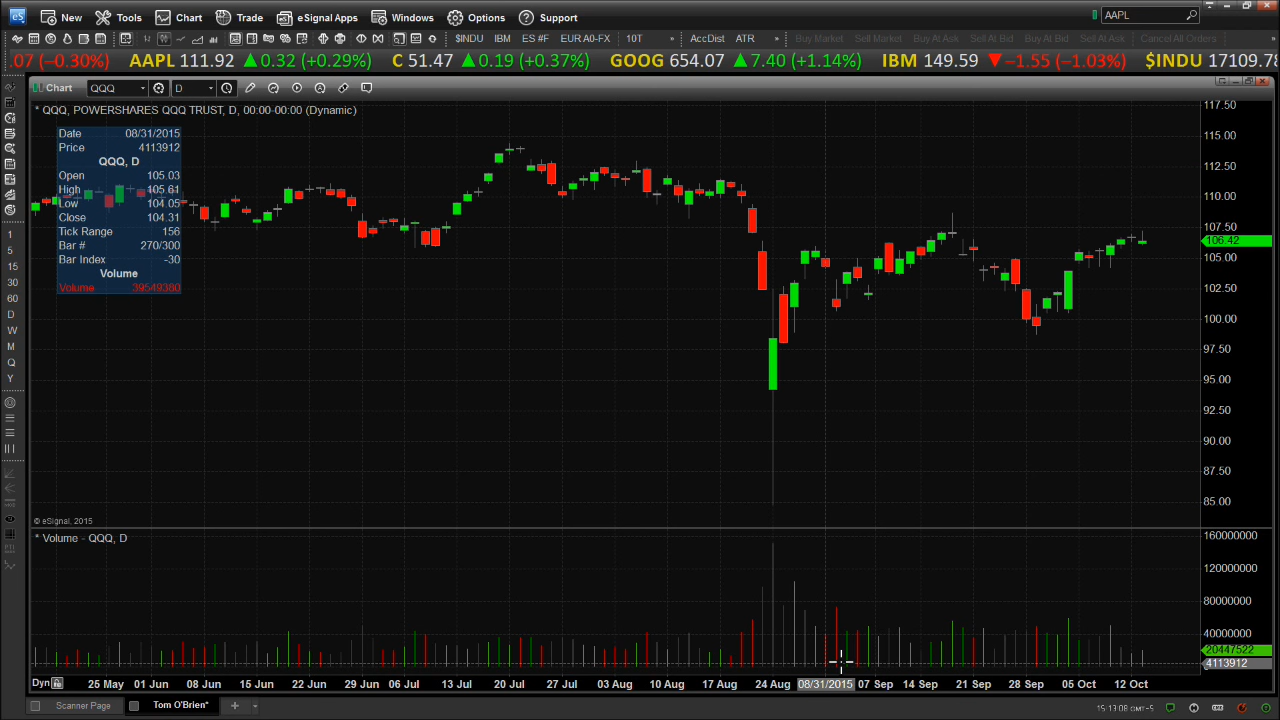 New Tools Chart Trade eSignal Apps Windows Options Support AAPL
$INDU IBM ES #F EUR A0-FX 10T » AccDist ATR » Buy Market Sell Market Buy At Ask Sell At Bid Buy At Bid Sell At Ask Cancel All Orders
.07 (−0.30%) AAPL 111.92 ▲0.32 (+0.29%) C 51.47 ▲0.19 (+0.37%) GOOG 654.07 ▲7.40 (+1.14%) IBM 149.59 ▼−1.55 (−1.03%) $INDU 17109.78
Chart QQQ D
* QQQ, POWERSHARES QQQ TRUST, D, 00:00-00:00 (Dynamic)
Date 08/31/2015
Price 4113912
QQQ, D
Open 105.03
High 105.61
Low 104.05
Close 104.31
Tick Range 156
Bar # 270/300
Bar Index -30
Volume
Volume 39549380
1
5
15
30
60
D
W
M
Q
Y
117.50
115.00
112.50
110.00
107.50
106.42
105.00
102.50
100.00
97.50
95.00
92.50
90.00
87.50
85.00
© eSignal, 2015
* Volume - QQQ, D
160000000
120000000
80000000
40000000
20447522
4113912
Dyn 25 May 01 Jun 08 Jun 15 Jun 22 Jun 29 Jun 06 Jul 13 Jul 20 Jul 27 Jul 03 Aug 10 Aug 17 Aug 24 Aug 08/31/2015 07 Sep 14 Sep 21 Sep 28 Sep 05 Oct 12 Oct
Scanner Page Tom O'Brien* +
15:13:08 GMT-5